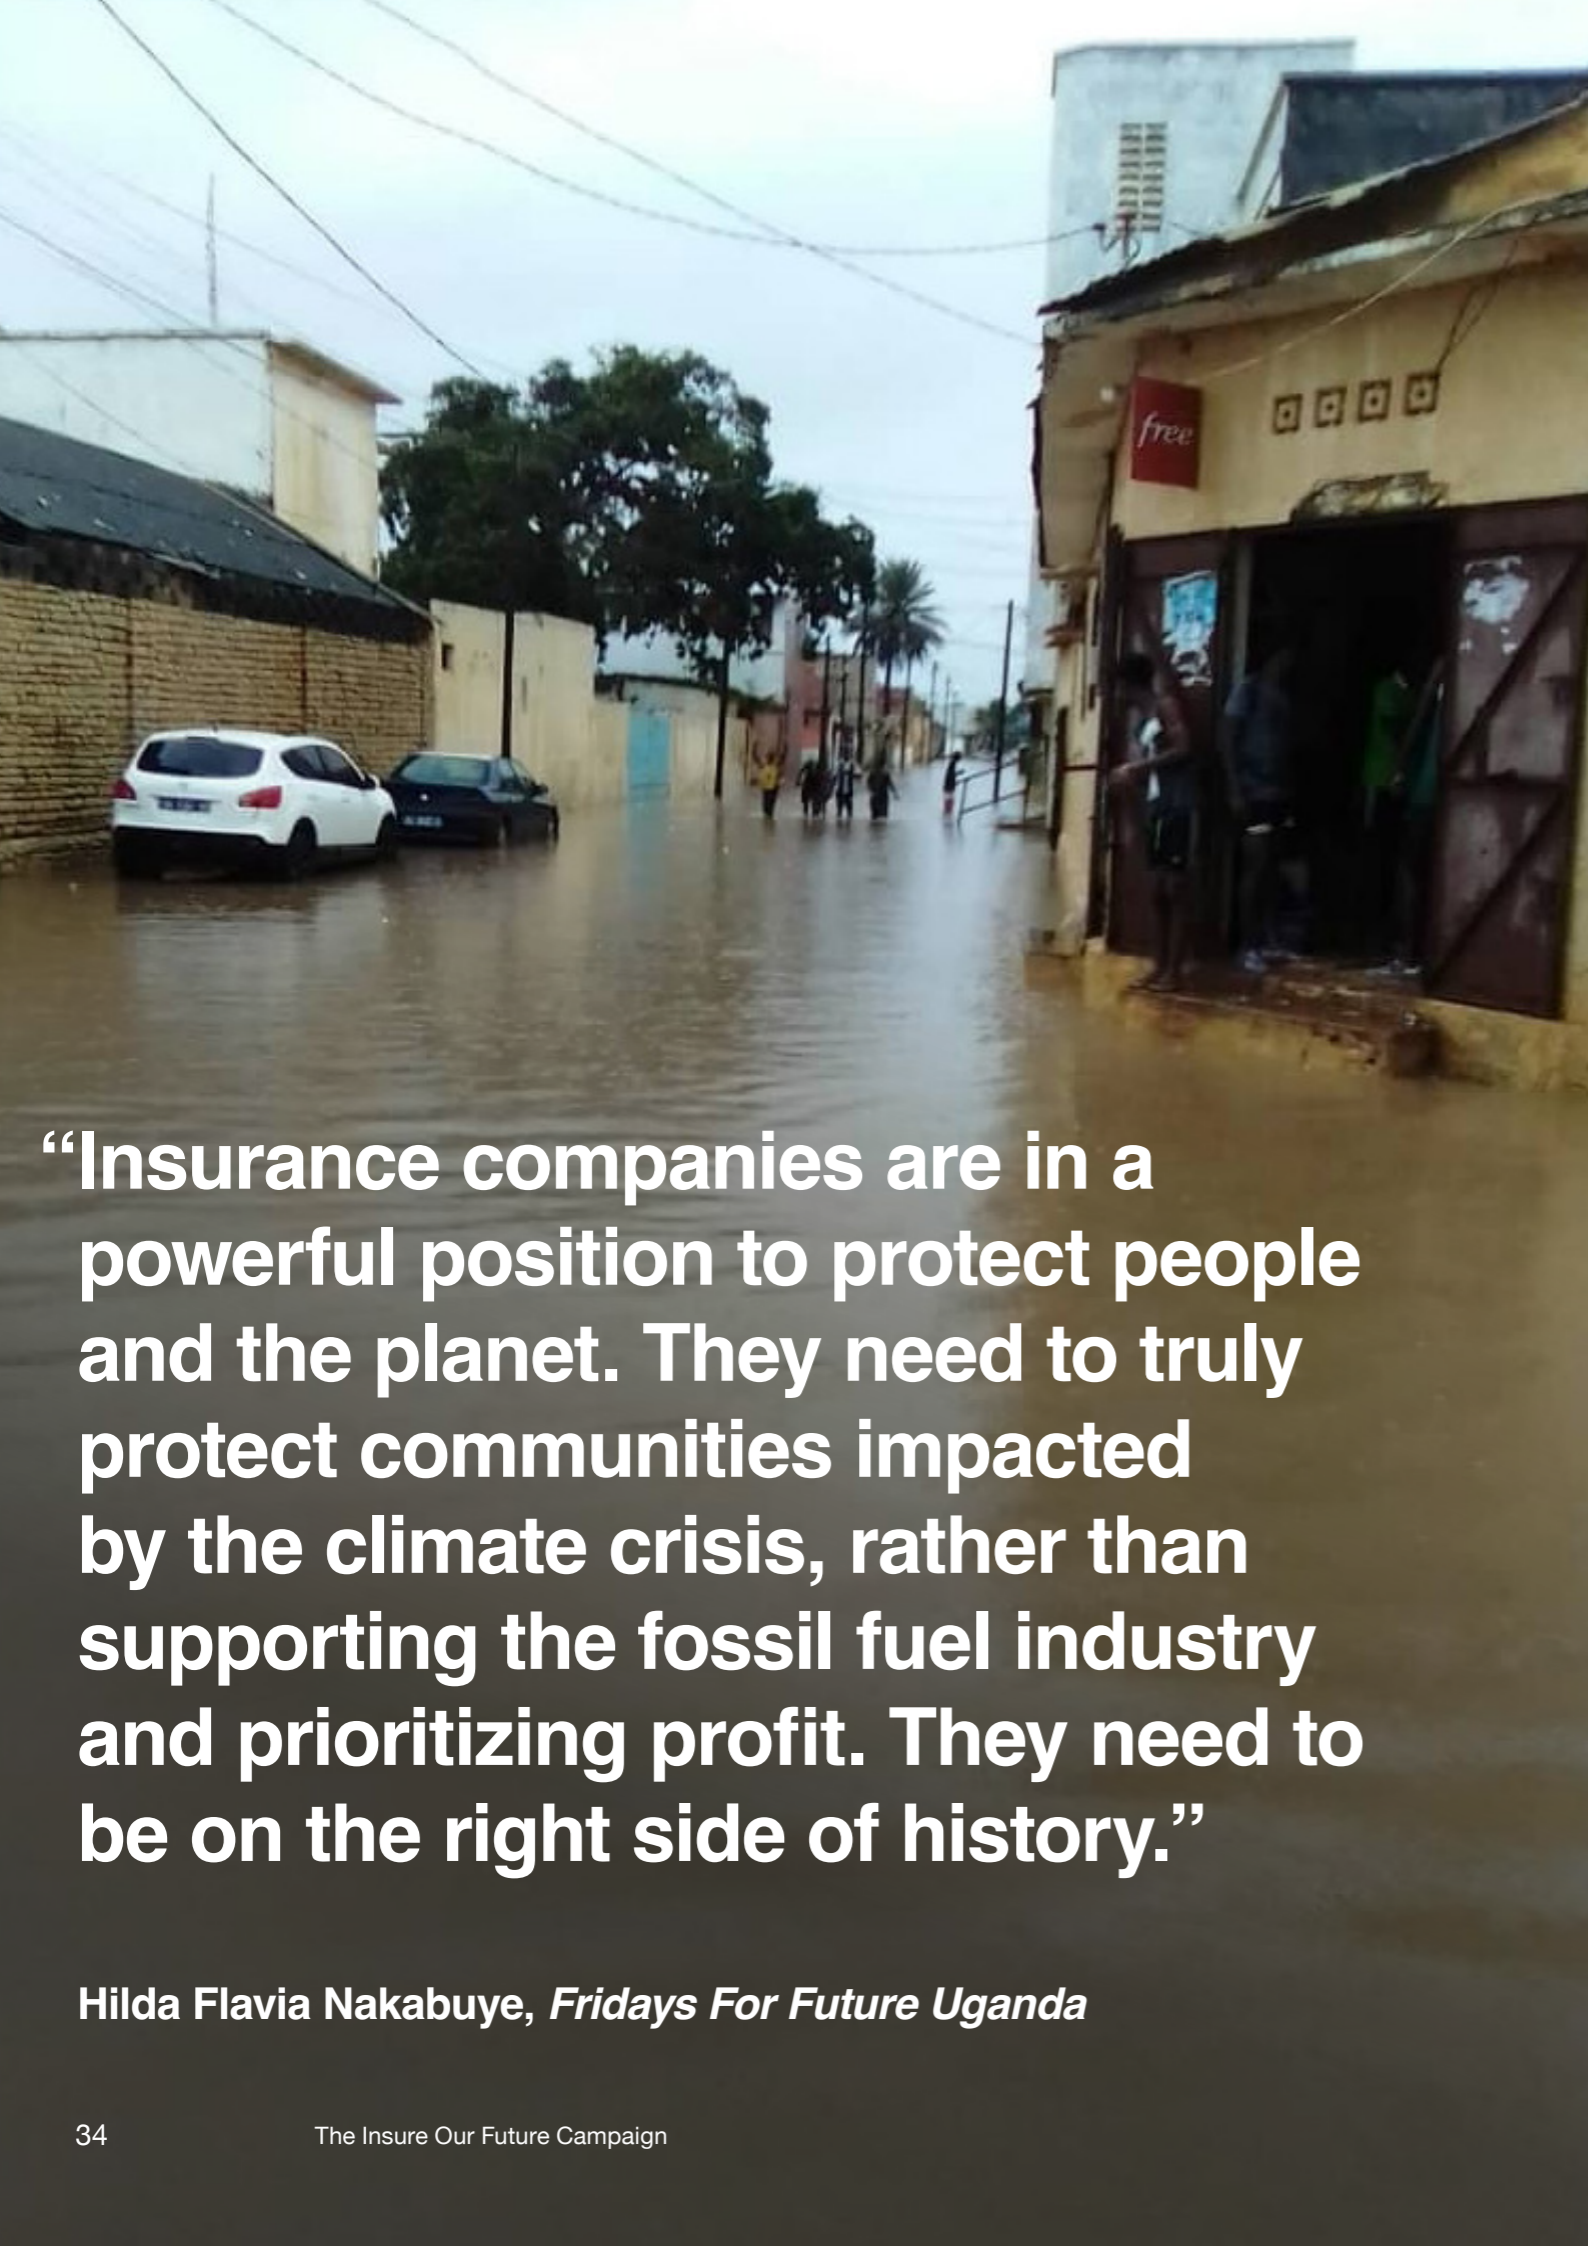 free
“Insurance companies are in a
powerful position to protect people
and the planet. They need to truly
protect communities impacted
by the climate crisis, rather than
supporting the fossil fuel industry
and prioritizing profit. They need to
be on the right side of history.”
Hilda Flavia Nakabuye, Fridays For Future Uganda
34
The Insure Our Future Campaign